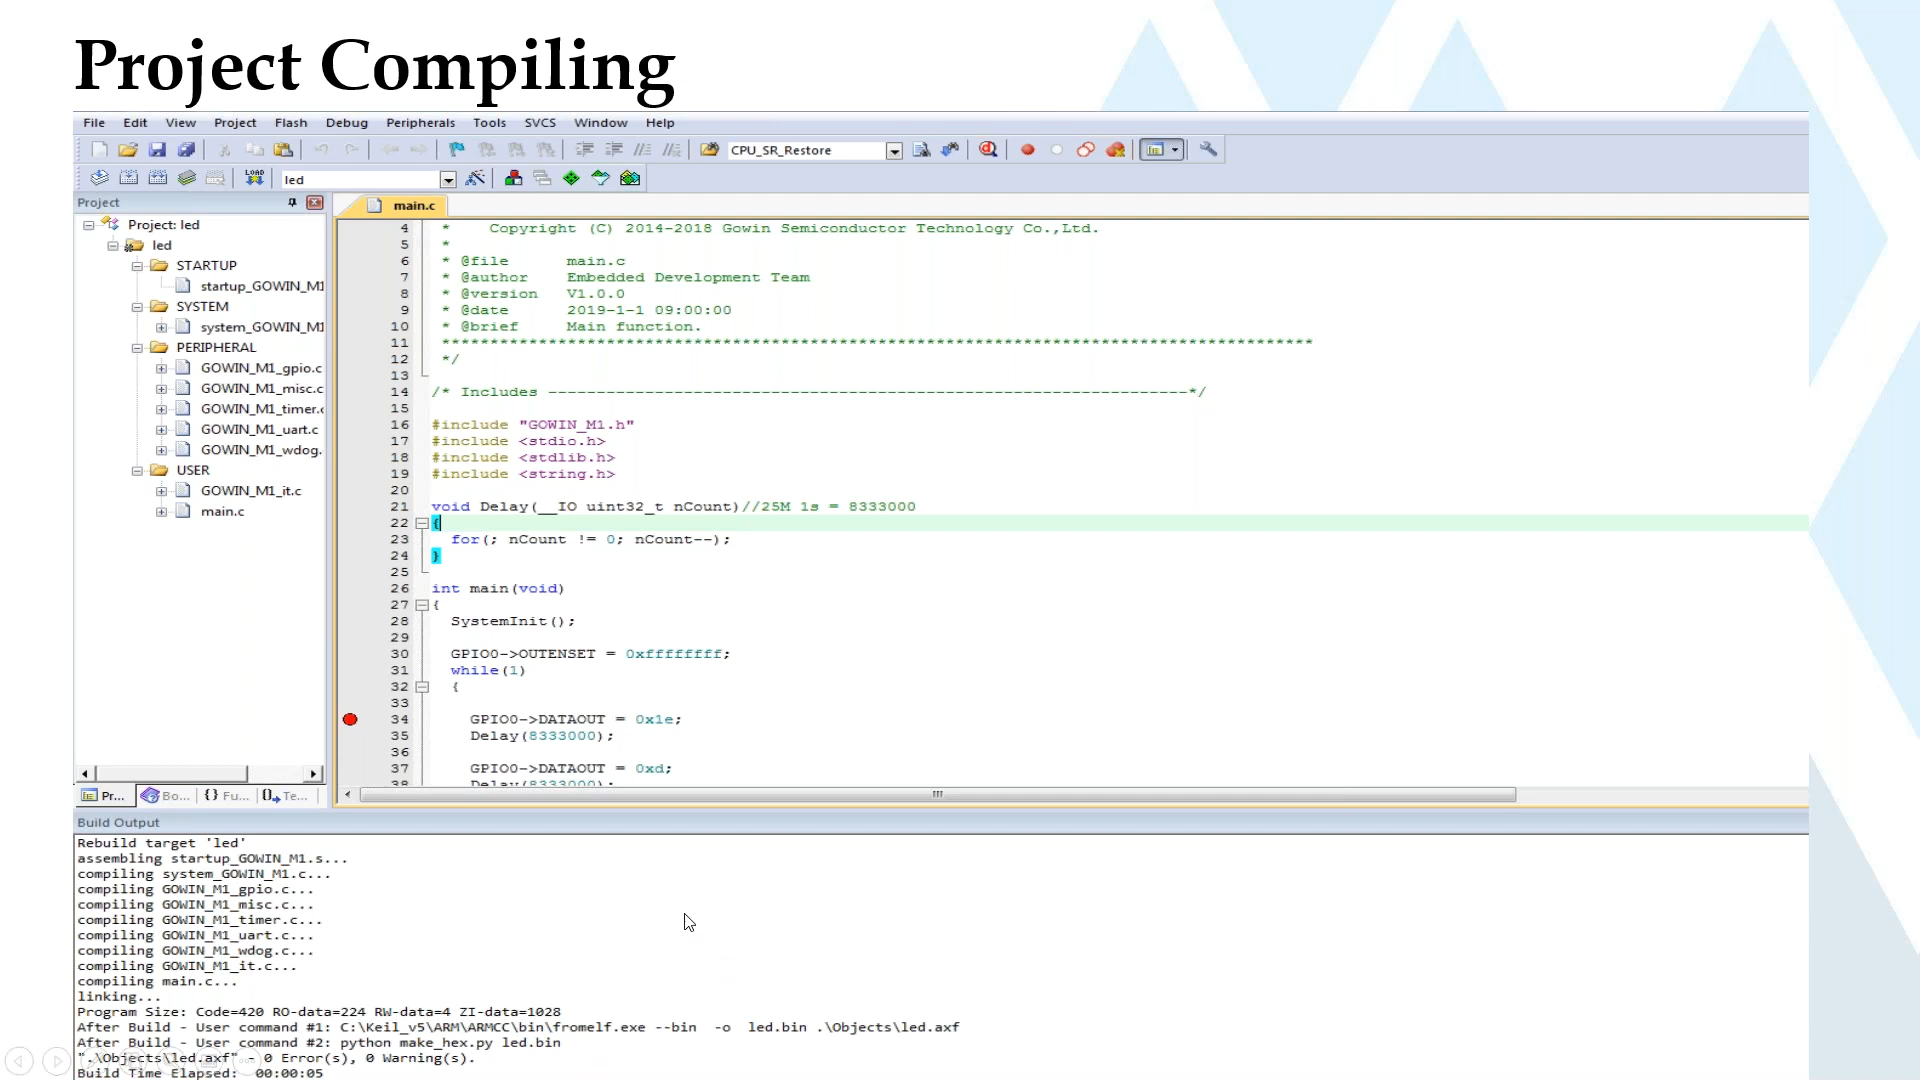 Project Compiling
File Edit View Project Flash Debug Peripherals Tools SVCS Window Help
CPU_SR_Restore
LOAD led
Project
Project: led
led
STARTUP
startup_GOWIN_M1
SYSTEM
system_GOWIN_M1
PERIPHERAL
GOWIN_M1_gpio.c
GOWIN_M1_misc.c
GOWIN_M1_timer.c
GOWIN_M1_uart.c
GOWIN_M1_wdog.
USER
GOWIN_M1_it.c
main.c
Pr... Bo... {} Fu... Te...
main.c
4 * Copyright (C) 2014-2018 Gowin Semiconductor Technology Co.,Ltd.
5 *
6 * @file main.c
7 * @author Embedded Development Team
8 * @version V1.0.0
9 * @date 2019-1-1 09:00:00
10 * @brief Main function.
11 ******************************************************************************************
12 */
13
14 /* Includes ------------------------------------------------------------------*/
15
16 #include "GOWIN_M1.h"
17 #include <stdio.h>
18 #include <stdlib.h>
19 #include <string.h>
20
21 void Delay(__IO uint32_t nCount)//25M 1s = 8333000
22 {
23 for(; nCount != 0; nCount--);
24 }
25
26 int main(void)
27 {
28 SystemInit();
29
30 GPIO0->OUTENSET = 0xffffffff;
31 while(1)
32 {
33
34 GPIO0->DATAOUT = 0x1e;
35 Delay(8333000);
36
37 GPIO0->DATAOUT = 0xd;
38 Delay(8333000);
Build Output
Rebuild target 'led'
assembling startup_GOWIN_M1.s...
compiling system_GOWIN_M1.c...
compiling GOWIN_M1_gpio.c...
compiling GOWIN_M1_misc.c...
compiling GOWIN_M1_timer.c...
compiling GOWIN_M1_uart.c...
compiling GOWIN_M1_wdog.c...
compiling GOWIN_M1_it.c...
compiling main.c...
linking...
Program Size: Code=420 RO-data=224 RW-data=4 ZI-data=1028
After Build - User command #1: C:\Keil_v5\ARM\ARMCC\bin\fromelf.exe --bin -o led.bin .\Objects\led.axf
After Build - User command #2: python make_hex.py led.bin
".\Objects\led.axf" - 0 Error(s), 0 Warning(s).
Build Time Elapsed: 00:00:05